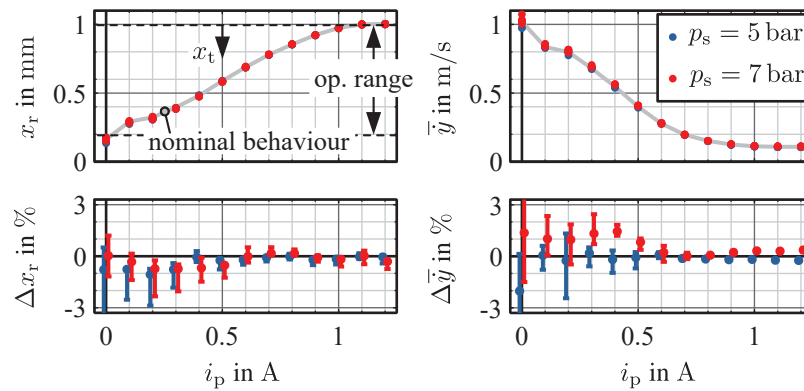 1
0.5
0
x_r in mm
x_t
op. range
nominal behaviour
1
0.5
0
ȳ in m/s
p_s = 5 bar
p_s = 7 bar
3
0
-3
Δx_r in %
0
0.5
1
i_p in A
3
0
-3
Δȳ in %
0
0.5
1
i_p in A